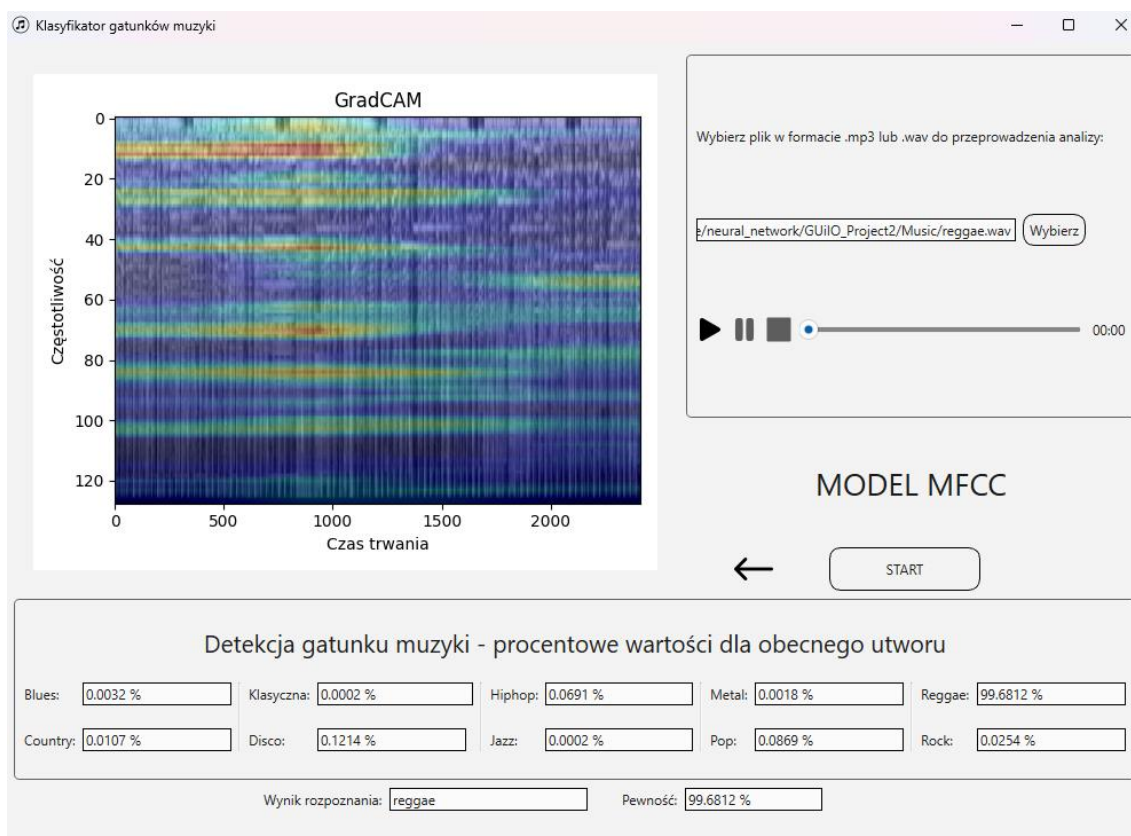 Klasyfikator gatunków muzyki
GradCAM
0
20
40
60
80
100
120
Częstotliwość
0 500 1000 1500 2000
Czas trwania
Wybierz plik w formacie .mp3 lub .wav do przeprowadzenia analizy:
e/neural_network/GUiIO_Project2/Music/reggae.wav Wybierz
00:00
MODEL MFCC
START
Detekcja gatunku muzyki - procentowe wartości dla obecnego utworu
Blues: 0.0032 % Klasyczna: 0.0002 % Hiphop: 0.0691 % Metal: 0.0018 % Reggae: 99.6812 %
Country: 0.0107 % Disco: 0.1214 % Jazz: 0.0002 % Pop: 0.0869 % Rock: 0.0254 %
Wynik rozpoznania: reggae Pewność: 99.6812 %